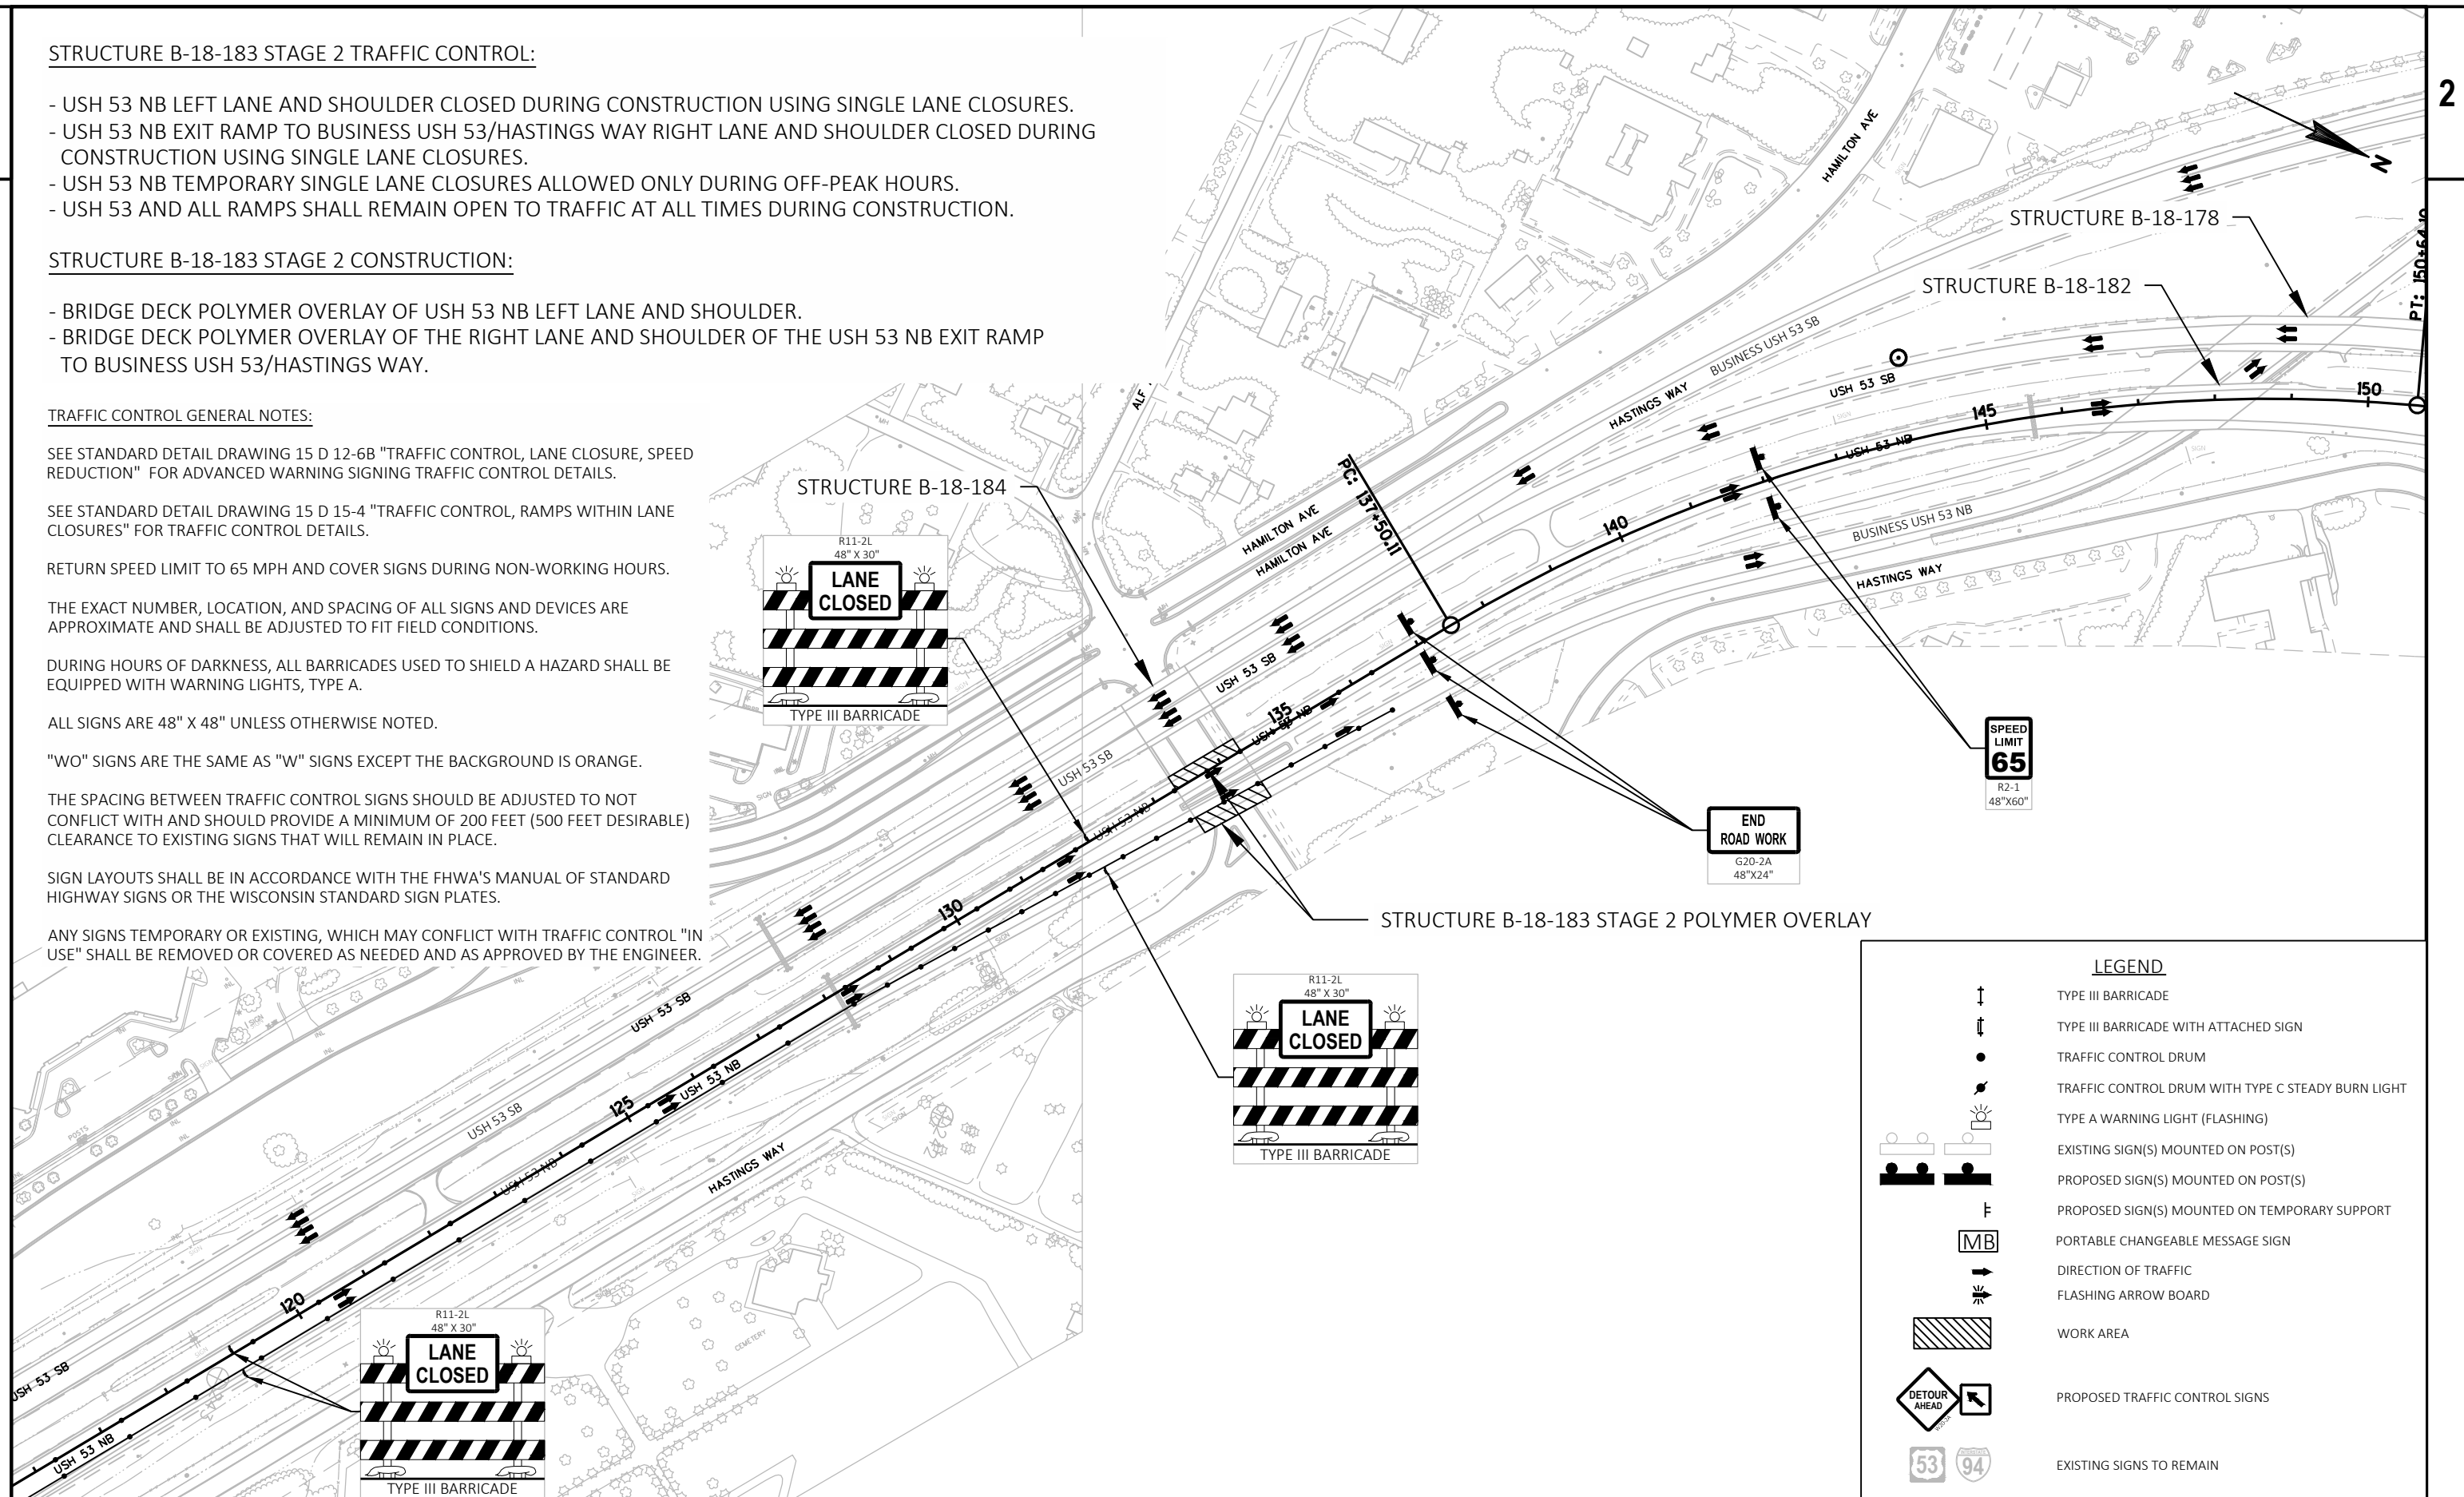 STRUCTURE B-18-183 STAGE 2 TRAFFIC CONTROL:
- USH 53 NB LEFT LANE AND SHOULDER CLOSED DURING CONSTRUCTION USING SINGLE LANE CLOSURES.
- USH 53 NB EXIT RAMP TO BUSINESS USH 53/HASTINGS WAY RIGHT LANE AND SHOULDER CLOSED DURING
CONSTRUCTION USING SINGLE LANE CLOSURES.
- USH 53 NB TEMPORARY SINGLE LANE CLOSURES ALLOWED ONLY DURING OFF-PEAK HOURS.
- USH 53 AND ALL RAMPS SHALL REMAIN OPEN TO TRAFFIC AT ALL TIMES DURING CONSTRUCTION.
STRUCTURE B-18-183 STAGE 2 CONSTRUCTION:
- BRIDGE DECK POLYMER OVERLAY OF USH 53 NB LEFT LANE AND SHOULDER.
- BRIDGE DECK POLYMER OVERLAY OF THE RIGHT LANE AND SHOULDER OF THE USH 53 NB EXIT RAMP
TO BUSINESS USH 53/HASTINGS WAY.
TRAFFIC CONTROL GENERAL NOTES:
SEE STANDARD DETAIL DRAWING 15 D 12-6B "TRAFFIC CONTROL, LANE CLOSURE, SPEED
REDUCTION" FOR ADVANCED WARNING SIGNING TRAFFIC CONTROL DETAILS.
SEE STANDARD DETAIL DRAWING 15 D 15-4 "TRAFFIC CONTROL, RAMPS WITHIN LANE
CLOSURES" FOR TRAFFIC CONTROL DETAILS.
RETURN SPEED LIMIT TO 65 MPH AND COVER SIGNS DURING NON-WORKING HOURS.
THE EXACT NUMBER, LOCATION, AND SPACING OF ALL SIGNS AND DEVICES ARE
APPROXIMATE AND SHALL BE ADJUSTED TO FIT FIELD CONDITIONS.
DURING HOURS OF DARKNESS, ALL BARRICADES USED TO SHIELD A HAZARD SHALL BE
EQUIPPED WITH WARNING LIGHTS, TYPE A.
ALL SIGNS ARE 48" X 48" UNLESS OTHERWISE NOTED.
"WO" SIGNS ARE THE SAME AS "W" SIGNS EXCEPT THE BACKGROUND IS ORANGE.
THE SPACING BETWEEN TRAFFIC CONTROL SIGNS SHOULD BE ADJUSTED TO NOT
CONFLICT WITH AND SHOULD PROVIDE A MINIMUM OF 200 FEET (500 FEET DESIRABLE)
CLEARANCE TO EXISTING SIGNS THAT WILL REMAIN IN PLACE.
SIGN LAYOUTS SHALL BE IN ACCORDANCE WITH THE FHWA'S MANUAL OF STANDARD
HIGHWAY SIGNS OR THE WISCONSIN STANDARD SIGN PLATES.
ANY SIGNS TEMPORARY OR EXISTING, WHICH MAY CONFLICT WITH TRAFFIC CONTROL "IN
USE" SHALL BE REMOVED OR COVERED AS NEEDED AND AS APPROVED BY THE ENGINEER.
2
N
HAMILTON AVE
STRUCTURE B-18-178
STRUCTURE B-18-182
PT: 150+64.19
150
145
140
135
130
125
120
BUSINESS USH 53 SB
HASTINGS WAY
USH 53 SB
USH 53 NB
BUSINESS USH 53 NB
HASTINGS WAY
PC: 137+50.11
HAMILTON AVE
HAMILTON AVE
STRUCTURE B-18-184
R11-2L
48" X 30"
LANE
CLOSED
TYPE III BARRICADE
USH 53 SB
USH 53 NB
USH 53 SB
USH 53 NB
SPEED
LIMIT
65
R2-1
48"X60"
END
ROAD WORK
G20-2A
48"X24"
STRUCTURE B-18-183 STAGE 2 POLYMER OVERLAY
R11-2L
48" X 30"
LANE
CLOSED
TYPE III BARRICADE
USH 53 SB
USH 53 NB
USH 53 SB
USH 53 NB
HASTINGS WAY
CEMETERY
POSTS
R11-2L
48" X 30"
LANE
CLOSED
TYPE III BARRICADE
USH 53 SB
USH 53 NB
LEGEND
TYPE III BARRICADE
TYPE III BARRICADE WITH ATTACHED SIGN
TRAFFIC CONTROL DRUM
TRAFFIC CONTROL DRUM WITH TYPE C STEADY BURN LIGHT
TYPE A WARNING LIGHT (FLASHING)
EXISTING SIGN(S) MOUNTED ON POST(S)
PROPOSED SIGN(S) MOUNTED ON POST(S)
PROPOSED SIGN(S) MOUNTED ON TEMPORARY SUPPORT
MB PORTABLE CHANGEABLE MESSAGE SIGN
DIRECTION OF TRAFFIC
FLASHING ARROW BOARD
WORK AREA
DETOUR
AHEAD
PROPOSED TRAFFIC CONTROL SIGNS
53 94 EXISTING SIGNS TO REMAIN